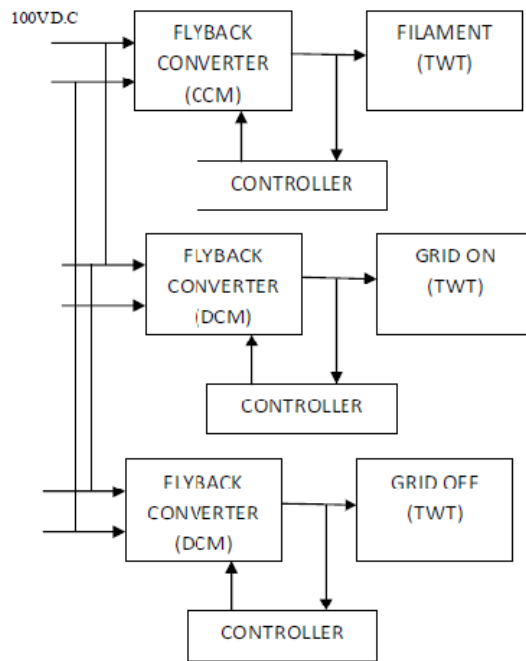 100VD.C
FLYBACK
CONVERTER
(CCM)
FILAMENT
(TWT)
CONTROLLER
FLYBACK
CONVERTER
(DCM)
GRID ON
(TWT)
CONTROLLER
FLYBACK
CONVERTER
(DCM)
GRID OFF
(TWT)
CONTROLLER